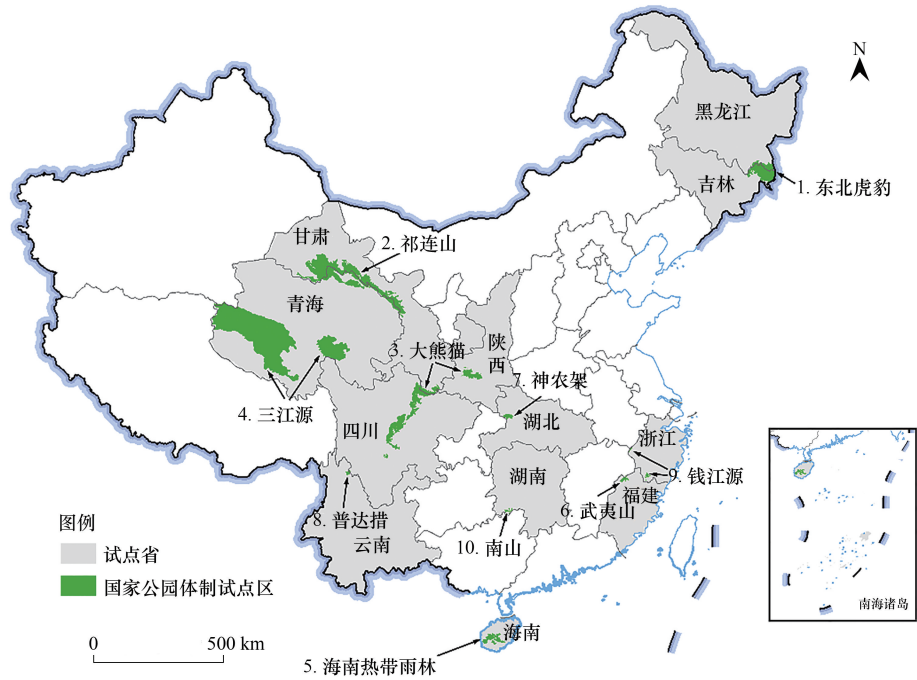 N
黑龙江
吉林
1. 东北虎豹
甘肃
2. 祁连山
青海
陕
西
3. 大熊猫
7. 神农架
4. 三江源
四川
湖北
浙江
湖南
9. 钱江源
福建
6. 武夷山
8. 普达措
云南
10. 南山
图例
试点省
国家公园体制试点区
0 500 km
海南
5. 海南热带雨林
南海诸岛